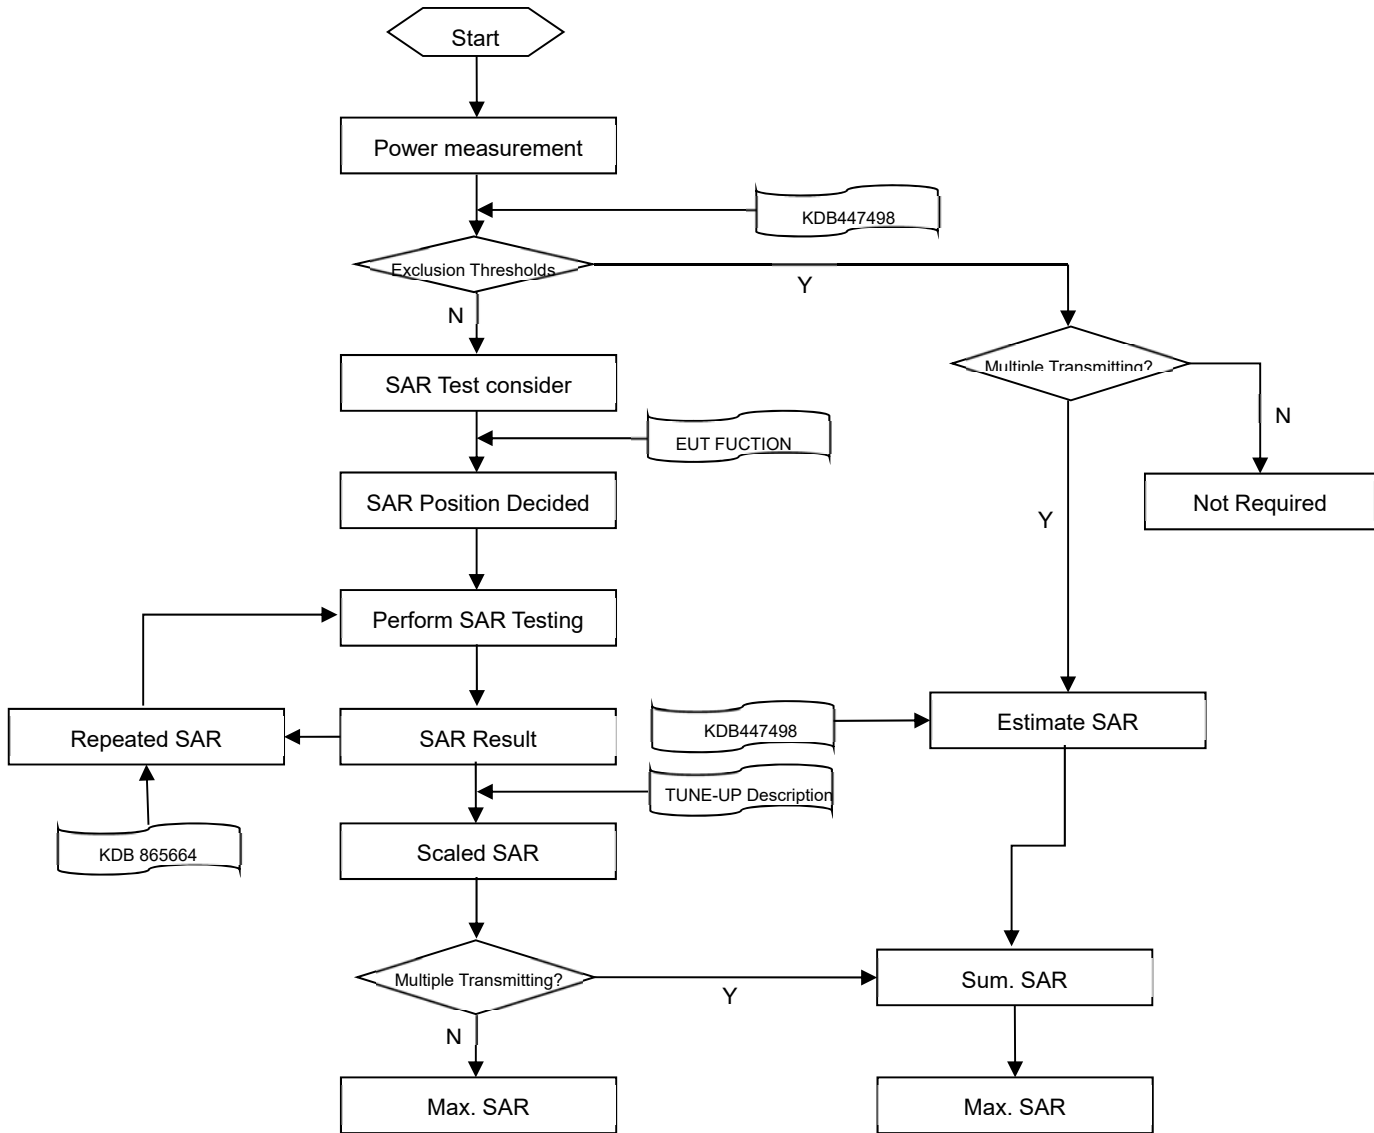 Start
Power measurement
KDB447498
Exclusion Thresholds
Y
N
Multiple Transmitting?
SAR Test consider
N
EUT FUCTION
SAR Position Decided
Not Required
Y
Perform SAR Testing
Repeated SAR
SAR Result
KDB447498
Estimate SAR
TUNE-UP Description
KDB 865664
Scaled SAR
Multiple Transmitting?
Y
Sum. SAR
N
Max. SAR
Max. SAR